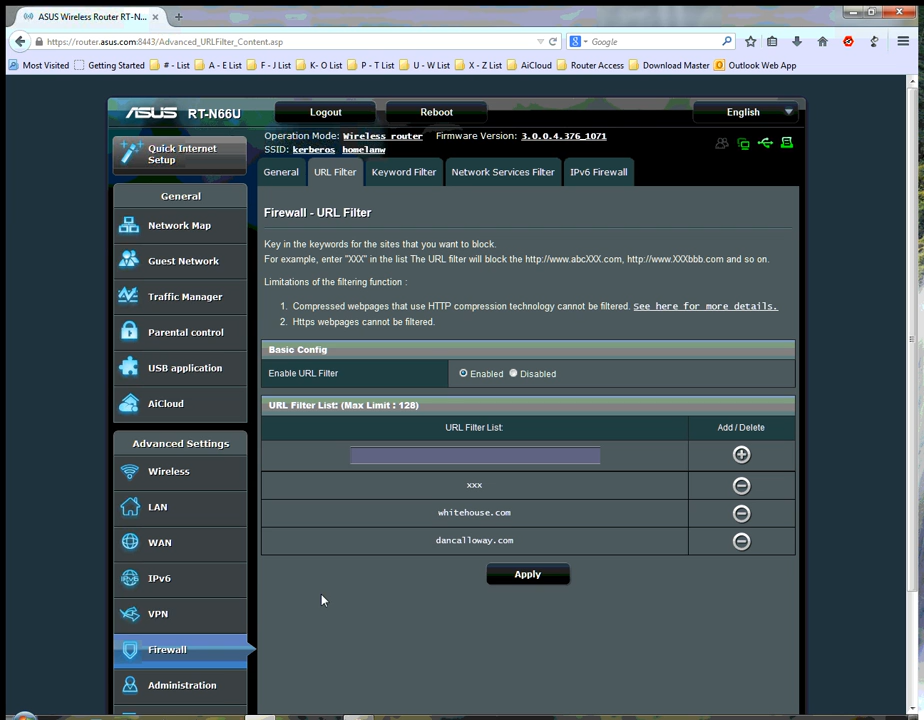 ASUS Wireless Router RT-N...
https://router.asus.com:8443/Advanced_URLFilter_Content.asp
Google
Most Visited Getting Started # - List A - E List F - J List K- O List P - T List U - W List X - Z List AiCloud Router Access Download Master Outlook Web App
ASUS RT-N66U Logout Reboot English
Operation Mode: Wireless router Firmware Version: 3.0.0.4.376_1071
SSID: kerberos homelanw
Quick Internet
Setup
General
Network Map
Guest Network
Traffic Manager
Parental control
USB application
AiCloud
Advanced Settings
Wireless
LAN
WAN
IPv6
VPN
Firewall
Administration
General URL Filter Keyword Filter Network Services Filter IPv6 Firewall
Firewall - URL Filter
Key in the keywords for the sites that you want to block.
For example, enter "XXX" in the list The URL filter will block the http://www.abcXXX.com, http://www.XXXbbb.com and so on.
Limitations of the filtering function :
1. Compressed webpages that use HTTP compression technology cannot be filtered. See here for more details.
2. Https webpages cannot be filtered.
Basic Config
Enable URL Filter Enabled Disabled
URL Filter List: (Max Limit : 128)
URL Filter List: Add / Delete
xxx
whitehouse.com
dancalloway.com
Apply